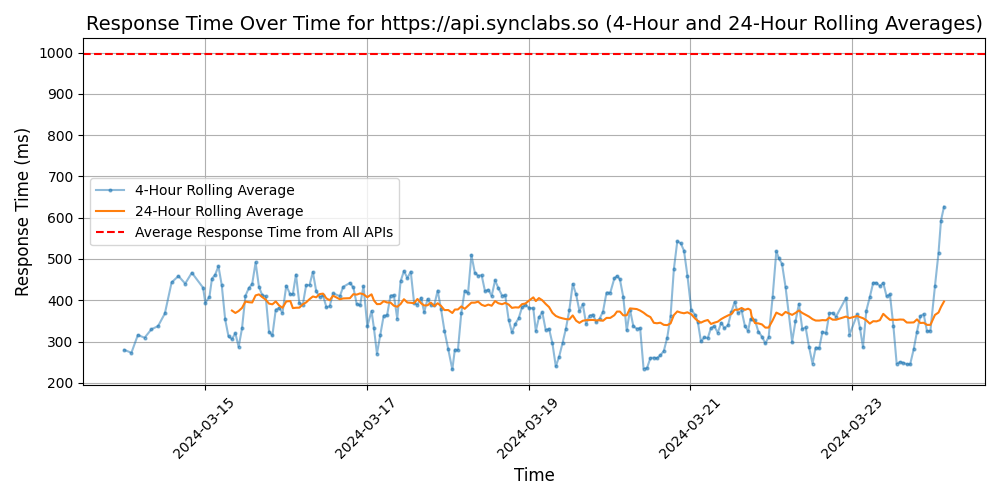 Response Time Over Time for https://api.synclabs.so (4-Hour and 24-Hour Rolling Averages)
Response Time (ms)
1000
900
800
700
600
500
400
300
200
4-Hour Rolling Average
24-Hour Rolling Average
Average Response Time from All APIs
2024-03-15
2024-03-17
2024-03-19
2024-03-21
2024-03-23
Time